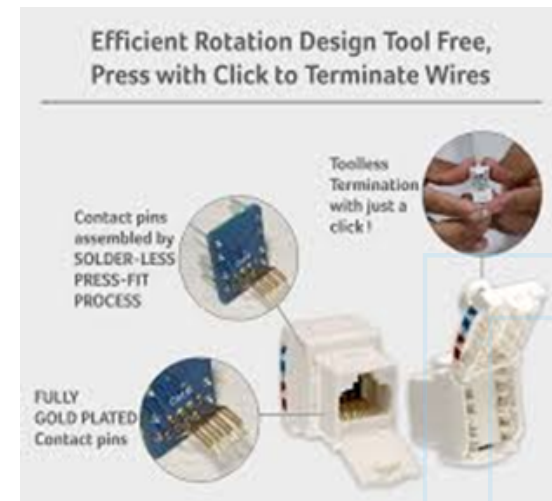 Efficient Rotation Design Tool Free,
Press with Click to Terminate Wires
Toolless
Termination
with just a
click !
Contact pins
assembled by
SOLDER-LESS
PRESS-FIT
PROCESS
FULLY
GOLD PLATED
Contact pins